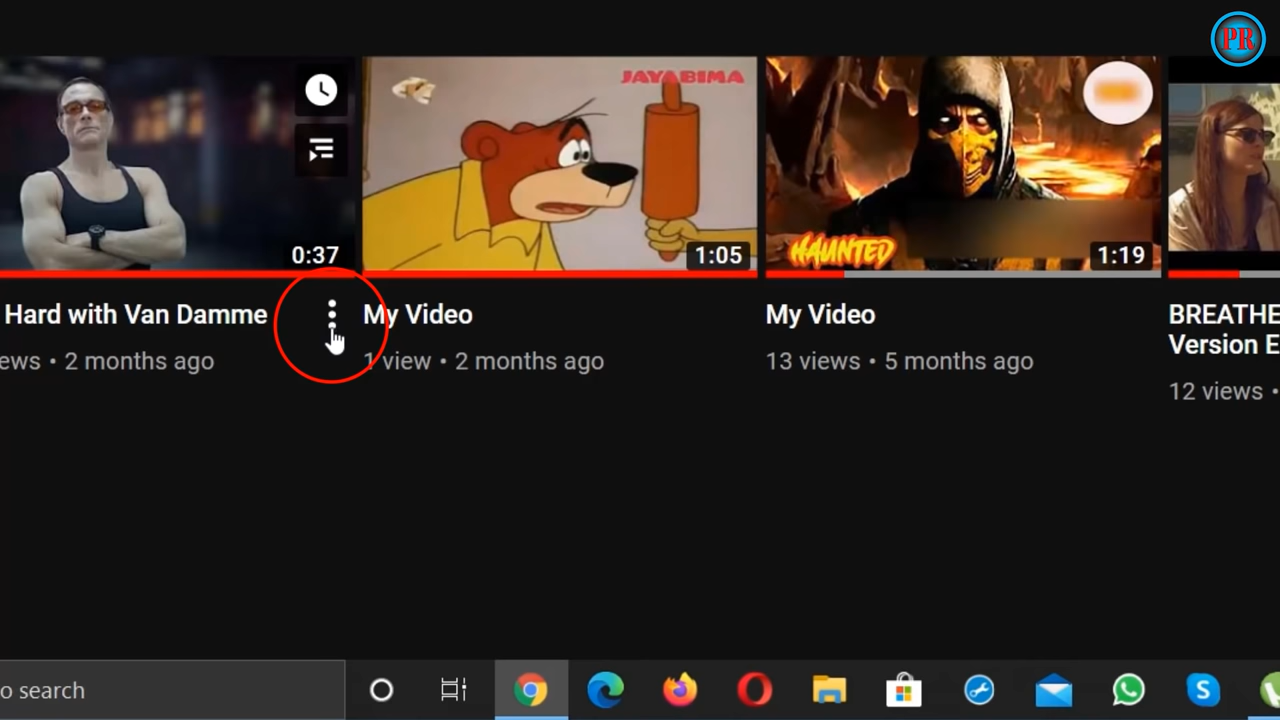 PR
JAYABIMA
HAUNTED
0:37
1:05
1:19
Hard with Van Damme
My Video
My Video
BREATHE
Version E
ews • 2 months ago
1 view • 2 months ago
13 views • 5 months ago
12 views •
o search